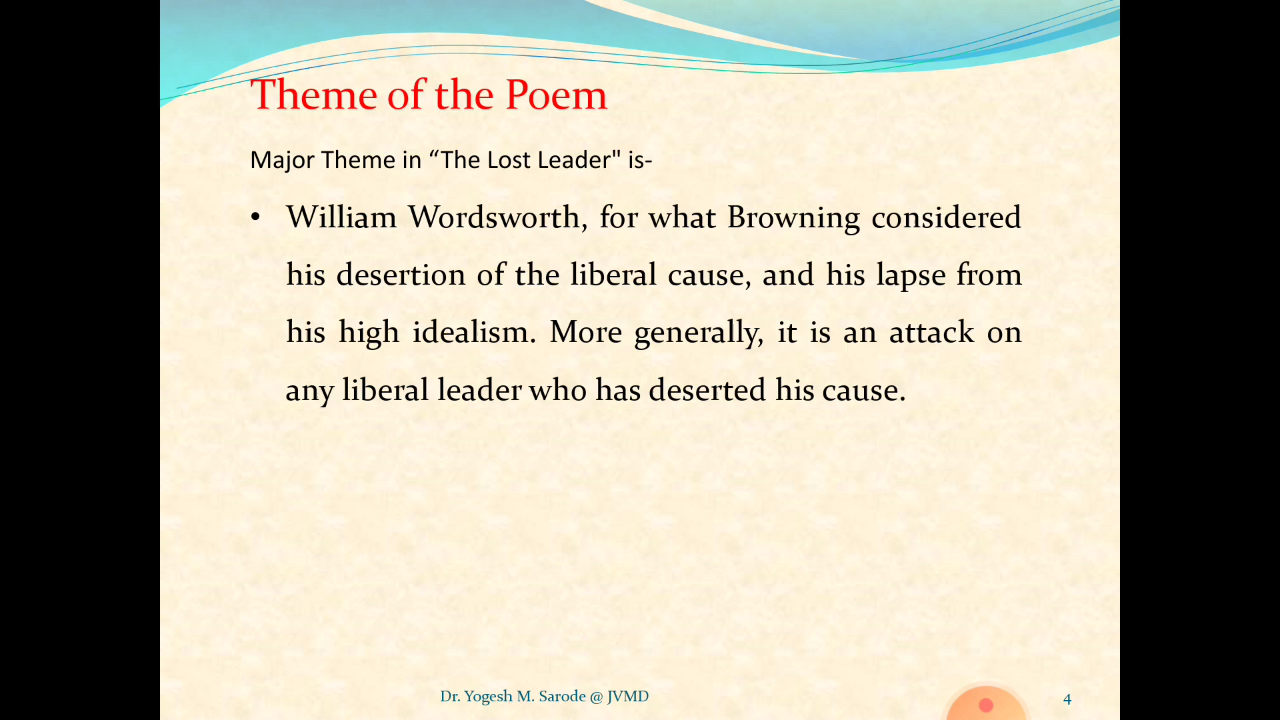 Theme of the Poem
Major Theme in “The Lost Leader" is-
• William Wordsworth, for what Browning considered
his desertion of the liberal cause, and his lapse from
his high idealism. More generally, it is an attack on
any liberal leader who has deserted his cause.
Dr. Yogesh M. Sarode @ JVMD
4